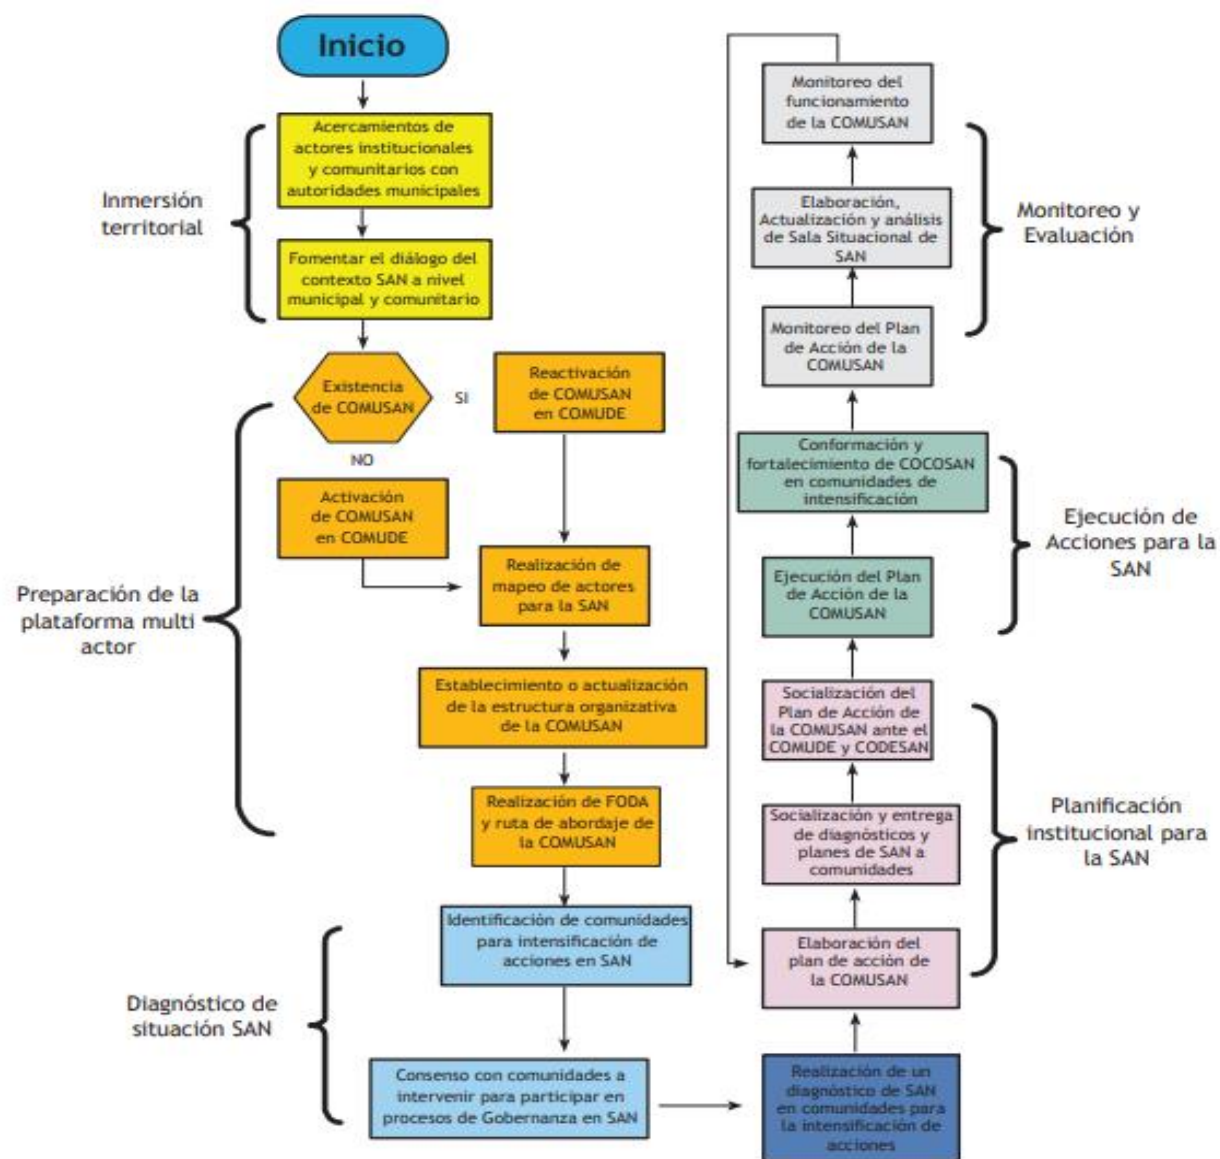 Inicio
Acercamientos de
actores institucionales
y comunitarios con
autoridades municipales
Inmersión
territorial
Fomentar el diálogo del
contexto SAN a nivel
municipal y comunitario
Existencia
de COMUSAN
SI
Reactivación
de COMUSAN
en COMUDE
NO
Activación
de COMUSAN
en COMUDE
Realización de
mapeo de actores
para la SAN
Preparación de la
plataforma multi
actor
Establecimiento o actualización
de la estructura organizativa
de la COMUSAN
Realización de FODA
y ruta de abordaje de
la COMUSAN
Identificación de comunidades
para intensificación de
acciones en SAN
Diagnóstico de
situación SAN
Consenso con comunidades a
intervenir para participar en
procesos de Gobernanza en SAN
Monitoreo del
funcionamiento
de la COMUSAN
Elaboración,
Actualización y análisis
de Sala Situacional de
SAN
Monitoreo y
Evaluación
Monitoreo del Plan
de Acción de la
COMUSAN
Conformación y
fortalecimiento de COCOSAN
en comunidades de
intensificación
Ejecución de
Acciones para la
SAN
Ejecución del Plan
de Acción de la
COMUSAN
Socialización del
Plan de Acción de
la COMUSAN ante el
COMUDE y CODESAN
Socialización y entrega
de diagnósticos y
planes de SAN a
comunidades
Planificación
institucional para
la SAN
Elaboración del
plan de acción de
la COMUSAN
Realización de un
diagnóstico de SAN
en comunidades para
la intensificación de
acciones